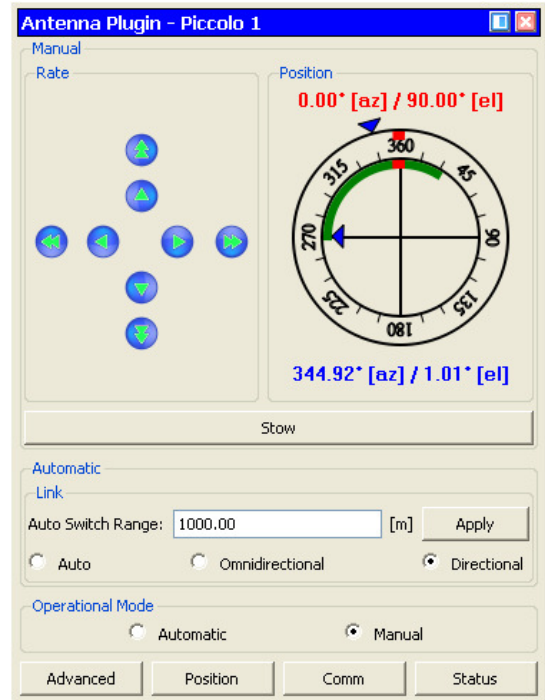 Antenna Plugin - Piccolo 1
Manual
Rate
Position
0.00° [az] / 90.00° [el]
360
45
90
135
180
225
270
315
344.92° [az] / 1.01° [el]
Stow
Automatic
Link
Auto Switch Range: 1000.00 [m] Apply
Auto Omnidirectional Directional
Operational Mode
Automatic Manual
Advanced Position Comm Status